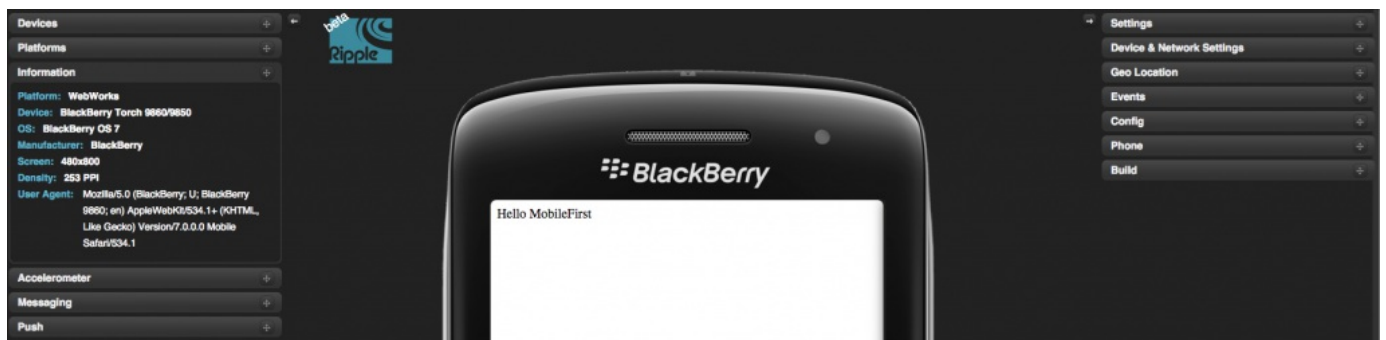 Devices
Platforms
Information
Platform: WebWorks
Device: BlackBerry Torch 9860/9850
OS: BlackBerry OS 7
Manufacturer: BlackBerry
Screen: 480x800
Density: 253 PPI
User Agent: Mozilla/5.0 (BlackBerry; U; BlackBerry
9860; en) AppleWebKit/534.1+ (KHTML,
Like Gecko) Version/7.0.0.0 Mobile
Safari/534.1
Accelerometer
Messaging
Push
beta
Ripple
BlackBerry
Hello MobileFirst
Settings
Device & Network Settings
Geo Location
Events
Config
Phone
Build